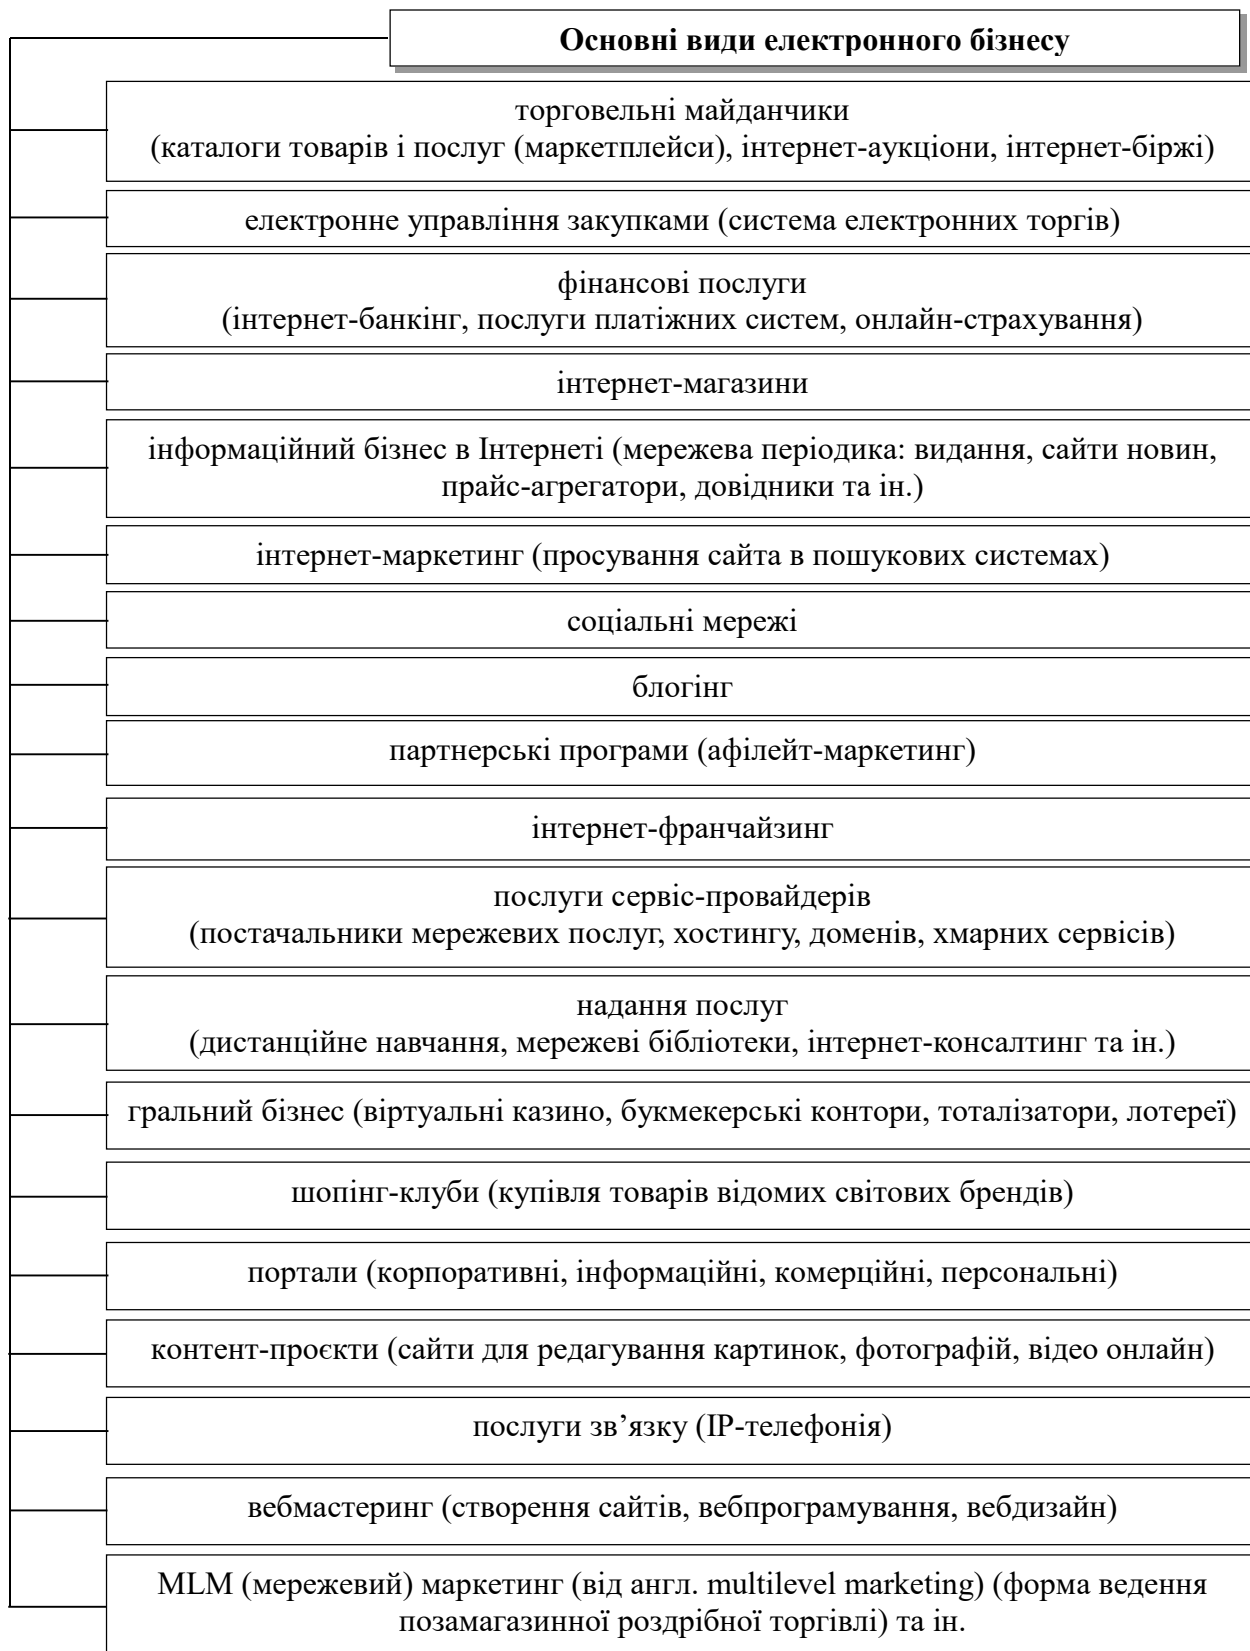 Основні види електронного бізнесу
торговельні майданчики
(каталоги товарів і послуг (маркетплейси), інтернет-аукціони, інтернет-біржі)
електронне управління закупками (система електронних торгів)
фінансові послуги
(інтернет-банкінг, послуги платіжних систем, онлайн-страхування)
інтернет-магазини
інформаційний бізнес в Інтернеті (мережева періодика: видання, сайти новин,
прайс-агрегатори, довідники та ін.)
інтернет-маркетинг (просування сайта в пошукових системах)
соціальні мережі
блогінг
партнерські програми (афілейт-маркетинг)
інтернет-франчайзинг
послуги сервіс-провайдерів
(постачальники мережевих послуг, хостингу, доменів, хмарних сервісів)
надання послуг
(дистанційне навчання, мережеві бібліотеки, інтернет-консалтинг та ін.)
гральний бізнес (віртуальні казино, букмекерські контори, тоталізатори, лотереї)
шопінг-клуби (купівля товарів відомих світових брендів)
портали (корпоративні, інформаційні, комерційні, персональні)
контент-проєкти (сайти для редагування картинок, фотографій, відео онлайн)
послуги зв’язку (IP-телефонія)
вебмастеринг (створення сайтів, вебпрограмування, вебдизайн)
MLM (мережевий) маркетинг (від англ. multilevel marketing) (форма ведення
позамагазинної роздрібної торгівлі) та ін.